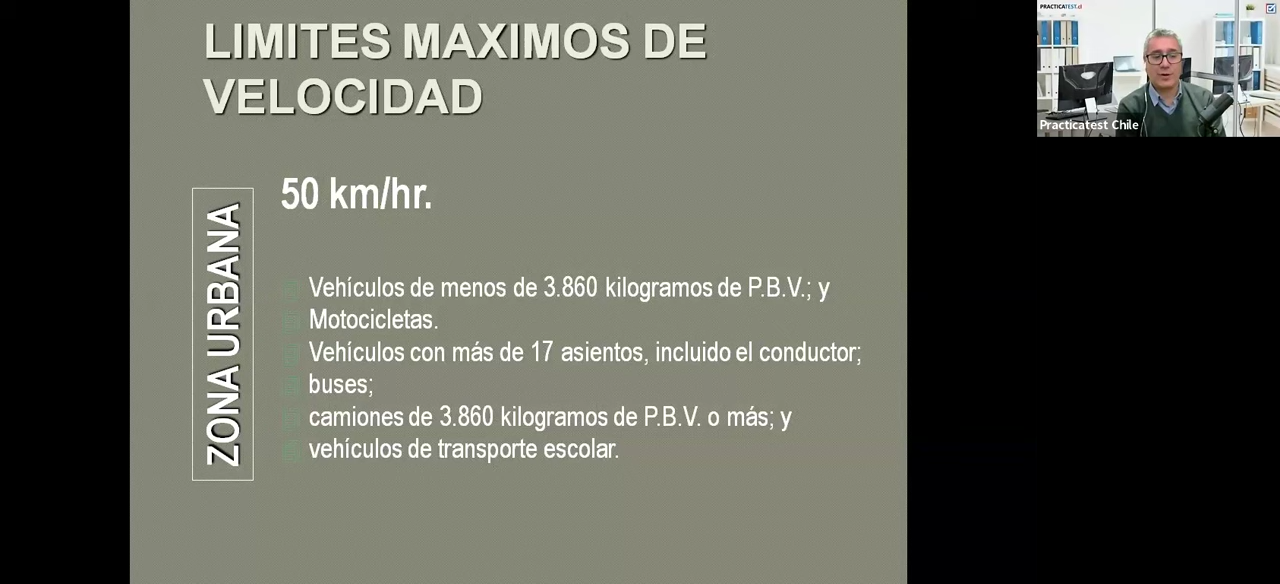 LIMITES MAXIMOS DE
VELOCIDAD
50 km/hr.
ZONA URBANA
Vehículos de menos de 3.860 kilogramos de P.B.V.; y
Motocicletas.
Vehículos con más de 17 asientos, incluido el conductor;
buses;
camiones de 3.860 kilogramos de P.B.V. o más; y
vehículos de transporte escolar.
PRACTICATEST.cl
Practicatest Chile